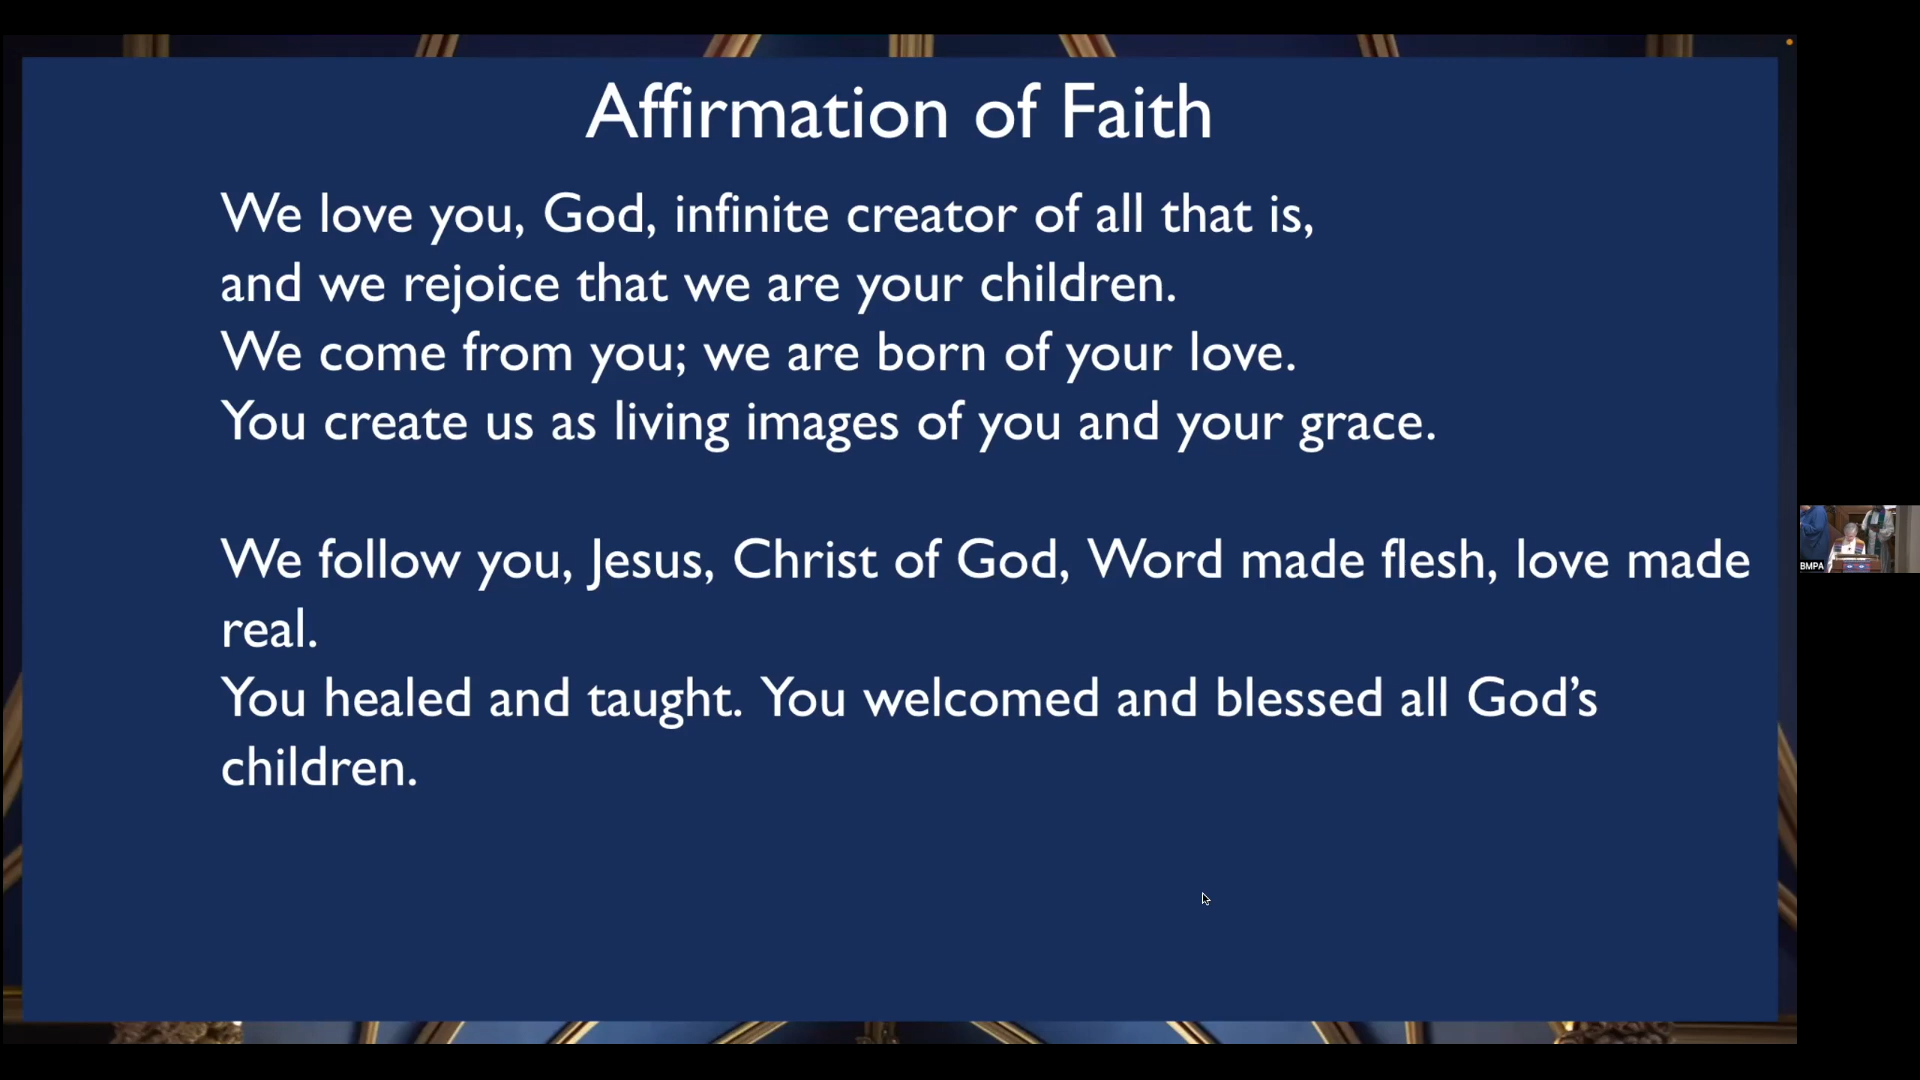 Affirmation of Faith
We love you, God, infinite creator of all that is,
and we rejoice that we are your children.
We come from you; we are born of your love.
You create us as living images of you and your grace.
We follow you, Jesus, Christ of God, Word made flesh, love made
real.
You healed and taught. You welcomed and blessed all God’s
children.
BMPA